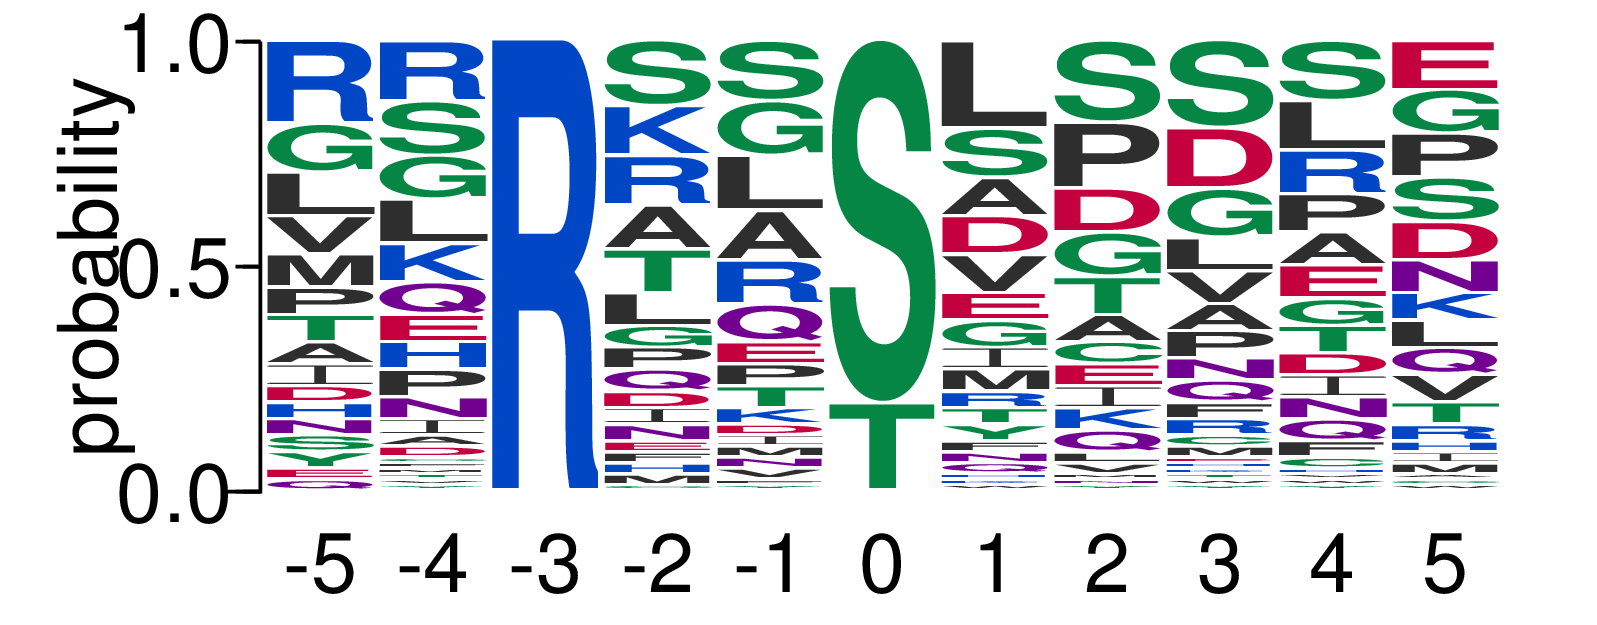 probability
1.0
0.5
0.0
R G L V M P T A I D H N S Y E Q
R S G L K Q E H P N I A D
R
S K R A T L G P Q D I N E F H M
S G L A R Q E P T K D I M N V
S T
L S A D V E G I M R T Y F N Q
S P D G T A C E I K Q L V
S D G L V A P N Q F R C M
S L R P A E G T D I N Q F C
E G P S D N K L Q V T R I M
-5 -4 -3 -2 -1 0 1 2 3 4 5